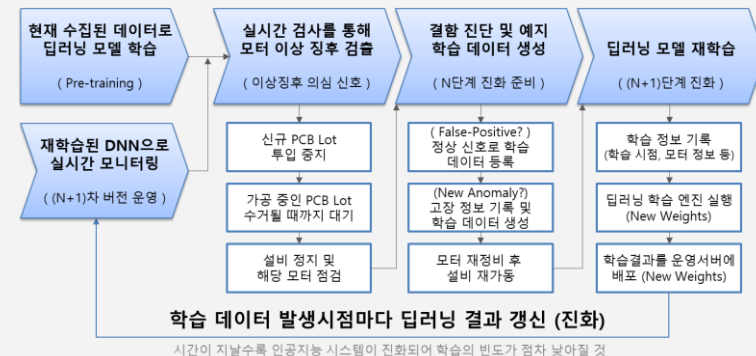 현재 수집된 데이터로
딥러닝 모델 학습
( Pre-training )
실시간 검사를 통해
모터 이상 징후 검출
( 이상징후 의심 신호 )
결함 진단 및 예지
학습 데이터 생성
( N단계 진화 준비 )
딥러닝 모델 재학습
( (N+1)단계 진화 )
재학습된 DNN으로
실시간 모니터링
( (N+1)차 버전 운영 )
신규 PCB Lot
투입 중지
가공 중인 PCB Lot
수거될 때까지 대기
설비 정지 및
해당 모터 점검
( False-Positive? )
정상 신호로 학습
데이터 등록
(New Anomaly?)
고장 정보 기록 및
학습 데이터 생성
모터 재정비 후
설비 재가동
학습 정보 기록
(학습 시점, 모터 정보 등)
딥러닝 학습 엔진 실행
(New Weights)
학습결과를 운영서버에
배포 (New Weights)
학습 데이터 발생시점마다 딥러닝 결과 갱신 (진화)
시간이 지날수록 인공지능 시스템이 진화되어 학습의 빈도가 점차 낮아질 것